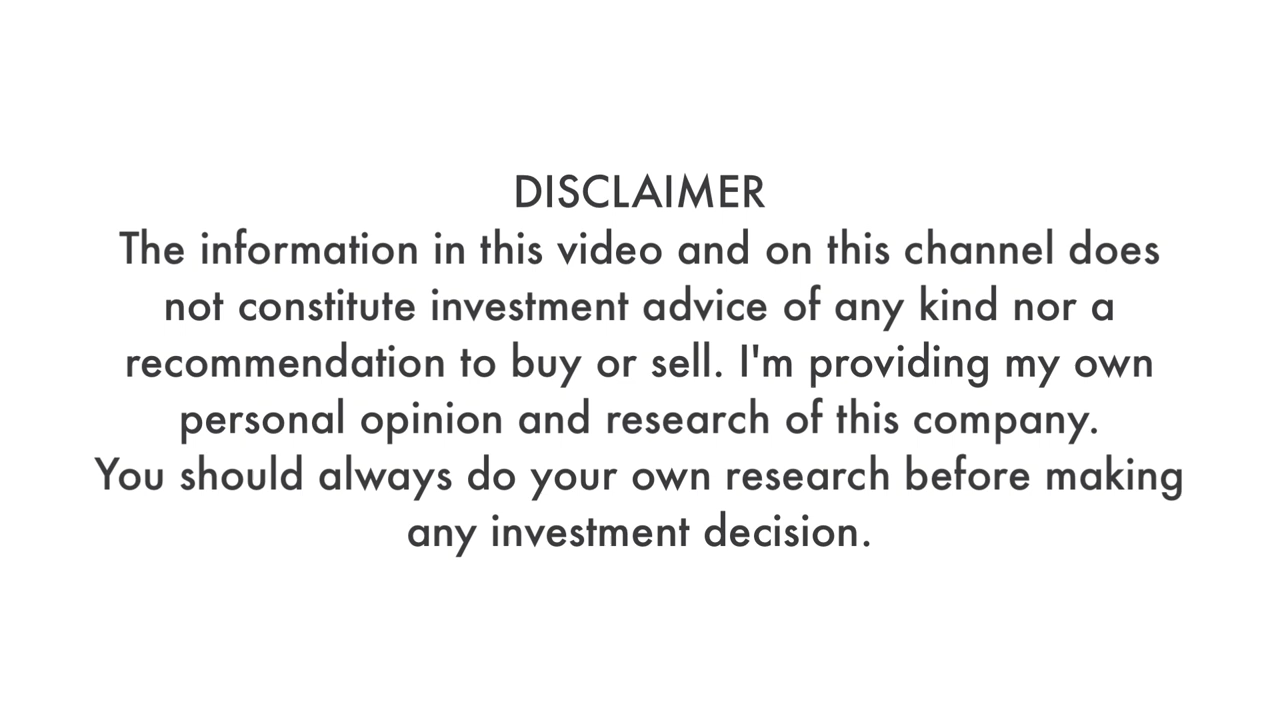 DISCLAIMER
The information in this video and on this channel does
not constitute investment advice of any kind nor a
recommendation to buy or sell. I'm providing my own
personal opinion and research of this company.
You should always do your own research before making
any investment decision.